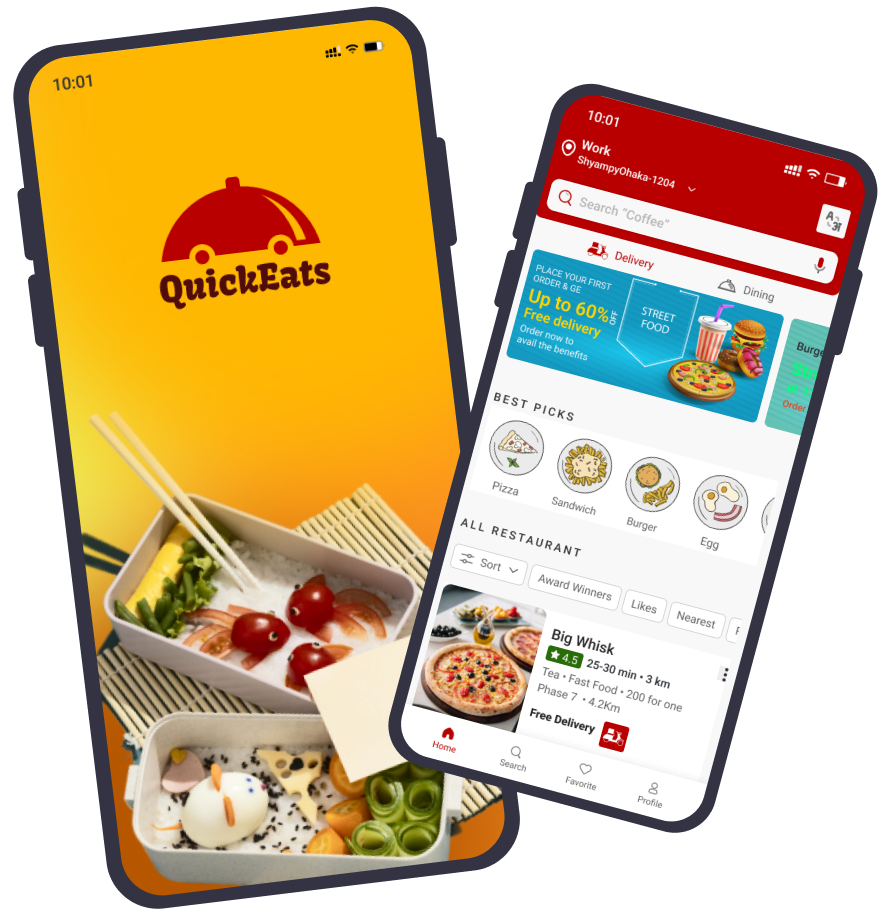 10:01
QuickEats
10:01
Work
ShyampyOhaka-1204
Search “Coffee”
Delivery
Dining
PLACE YOUR FIRST
ORDER & GE
Up to 60% OFF
Free delivery
Order now to
avail the benefits
STREET
FOOD
Order
BEST PICKS
Pizza
Sandwich
Burger
Egg
ALL RESTAURANT
Sort
Award Winners
Likes
Nearest
Big Whisk
4.5 25-30 min • 3 km
Tea • Fast Food • 200 for one
Phase 7 • 4.2Km
Free Delivery
Home
Search
Favorite
Profile